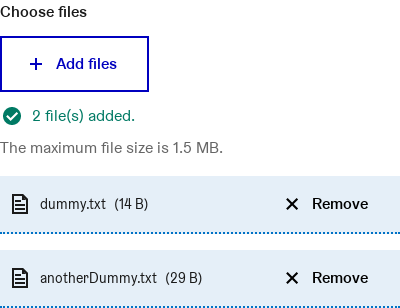 Choose files
Add files
2 file(s) added.
The maximum file size is 1.5 MB.
dummy.txt (14 B) Remove
anotherDummy.txt (29 B) Remove